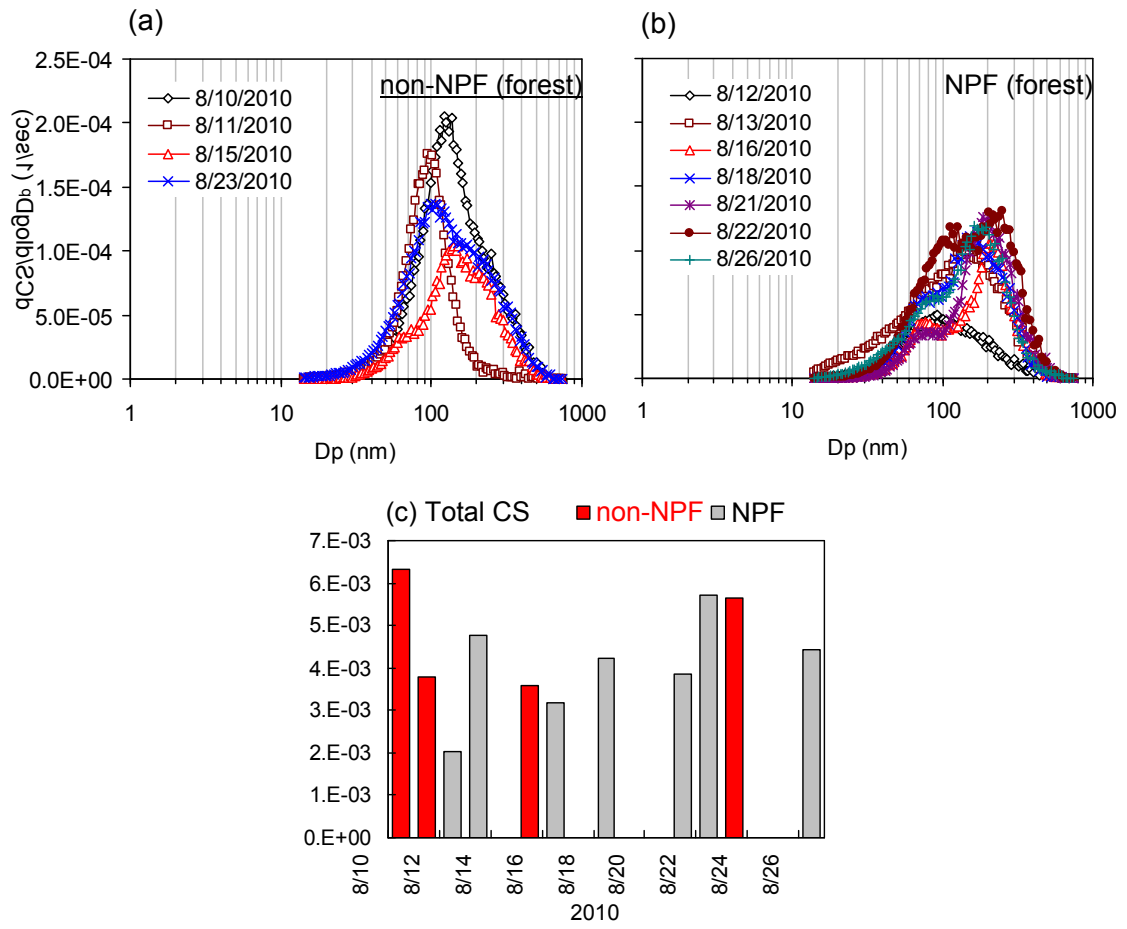 (a)
non-NPF (forest)
dCS/dlogDp (1/sec)
2.5E-04
2.0E-04
1.5E-04
1.0E-04
5.0E-05
0.0E+00
8/10/2010
8/11/2010
8/15/2010
8/23/2010
1 10 100 1000
Dp (nm)
(b)
NPF (forest)
8/12/2010
8/13/2010
8/16/2010
8/18/2010
8/21/2010
8/22/2010
8/26/2010
1 10 100 1000
Dp (nm)
(c) Total CS non-NPF NPF
7.E-03
6.E-03
5.E-03
4.E-03
3.E-03
2.E-03
1.E-03
0.E+00
8/10 8/12 8/14 8/16 8/18 8/20 8/22 8/24 8/26
2010